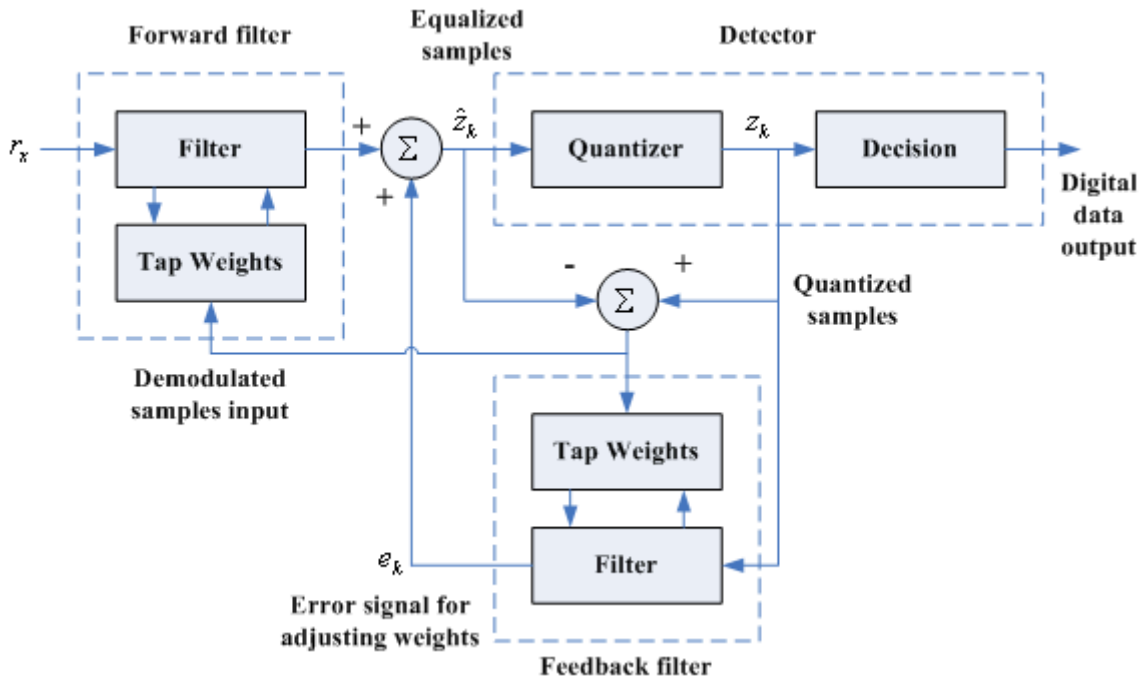 Forward filter
Equalized
samples
Detector
r_x
Filter
+
Σ
+
ẑ_k
Quantizer
z_k
Decision
Digital
data
output
Tap Weights
-
Σ
+
Quantized
samples
Demodulated
samples input
Tap Weights
e_k
Filter
Error signal for
adjusting weights
Feedback filter